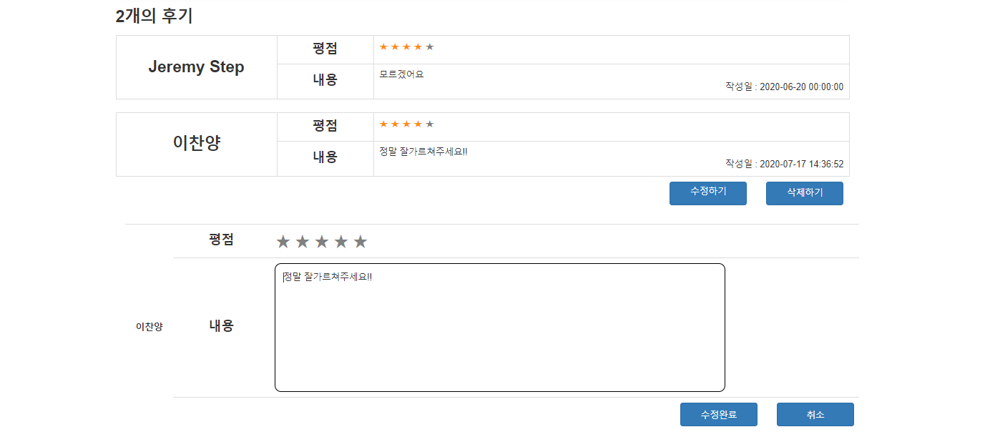 2개의 후기
Jeremy Step
평점
★★★★★
내용
모르겠어요
작성일 : 2020-06-20 00:00:00
이찬양
평점
★★★★★
내용
정말 잘가르쳐주세요!!
작성일 : 2020-07-17 14:36:52
수정하기 삭제하기
평점
★★★★★
이찬양
내용
정말 잘가르쳐주세요!!
수정완료 취소